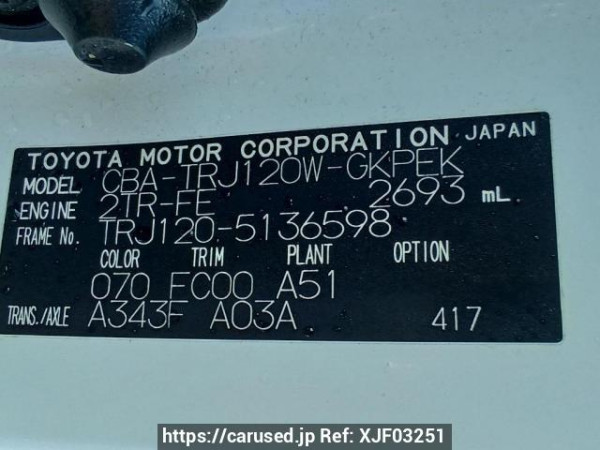 TOYOTA MOTOR CORPORATION JAPAN
MODEL CBA-TRJ120W-GKPEK
ENGINE 2TR-FE 2693 mL
FRAME No. TRJ120-5136598
COLOR TRIM PLANT OPTION
070 FC00 A51
TRANS./AXLE A343F A03A 417
https://carused.jp Ref: XJF03251